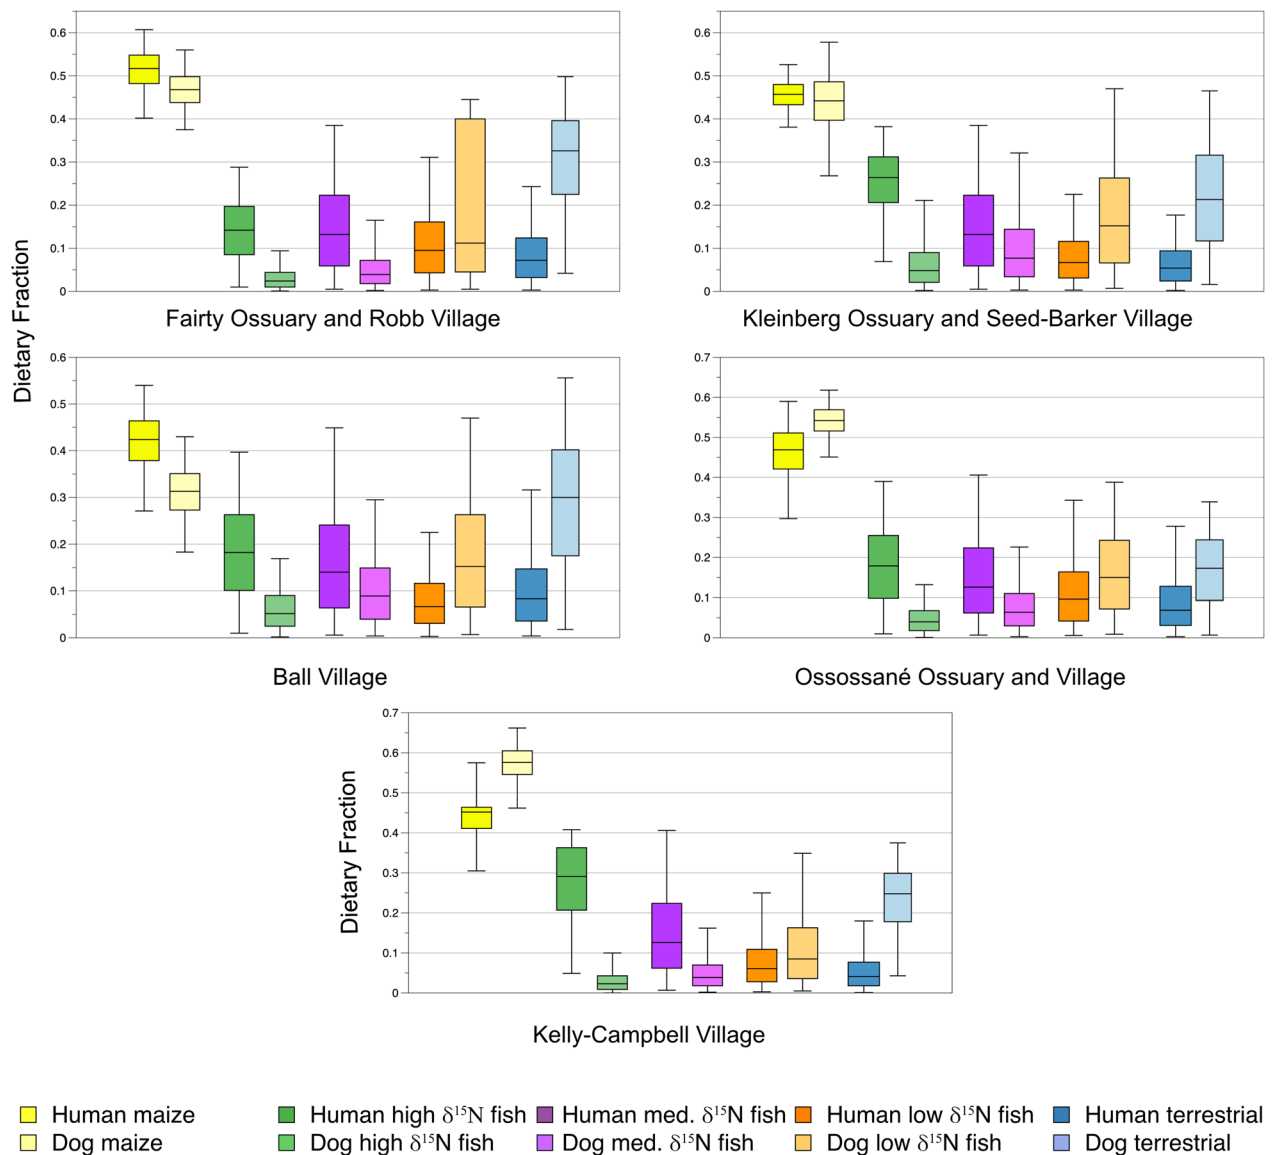 Dietary Fraction
0.6
0.5
0.4
0.3
0.2
0.1
0
Fairty Ossuary and Robb Village
0.6
0.5
0.4
0.3
0.2
0.1
0
Kleinberg Ossuary and Seed-Barker Village
0.6
0.5
0.4
0.3
0.2
0.1
0
Ball Village
0.7
0.6
0.5
0.4
0.3
0.2
0.1
0
Ossossané Ossuary and Village
Dietary Fraction
0.7
0.6
0.5
0.4
0.3
0.2
0.1
0
Kelly-Campbell Village
Human maize
Dog maize
Human high δ¹⁵N fish
Dog high δ¹⁵N fish
Human med. δ¹⁵N fish
Dog med. δ¹⁵N fish
Human low δ¹⁵N fish
Dog low δ¹⁵N fish
Human terrestrial
Dog terrestrial